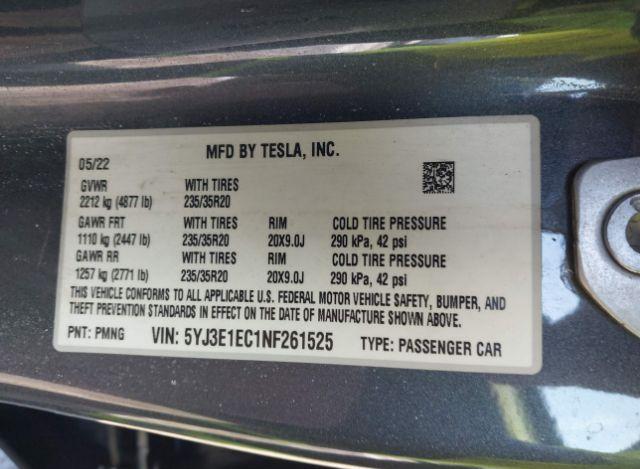 MFD BY TESLA, INC.
05/22
GVWR WITH TIRES
2212 kg (4877 lb) 235/35R20
GAWR FRT WITH TIRES RIM COLD TIRE PRESSURE
1110 kg (2447 lb) 235/35R20 20X9.0J 290 kPa, 42 psi
GAWR RR WITH TIRES RIM COLD TIRE PRESSURE
1257 kg (2771 lb) 235/35R20 20X9.0J 290 kPa, 42 psi
THIS VEHICLE CONFORMS TO ALL APPLICABLE U.S. FEDERAL MOTOR VEHICLE SAFETY, BUMPER, AND
THEFT PREVENTION STANDARDS IN EFFECT ON THE DATE OF MANUFACTURE SHOWN ABOVE.
PNT: PMNG VIN: 5YJ3E1EC1NF261525 TYPE: PASSENGER CAR